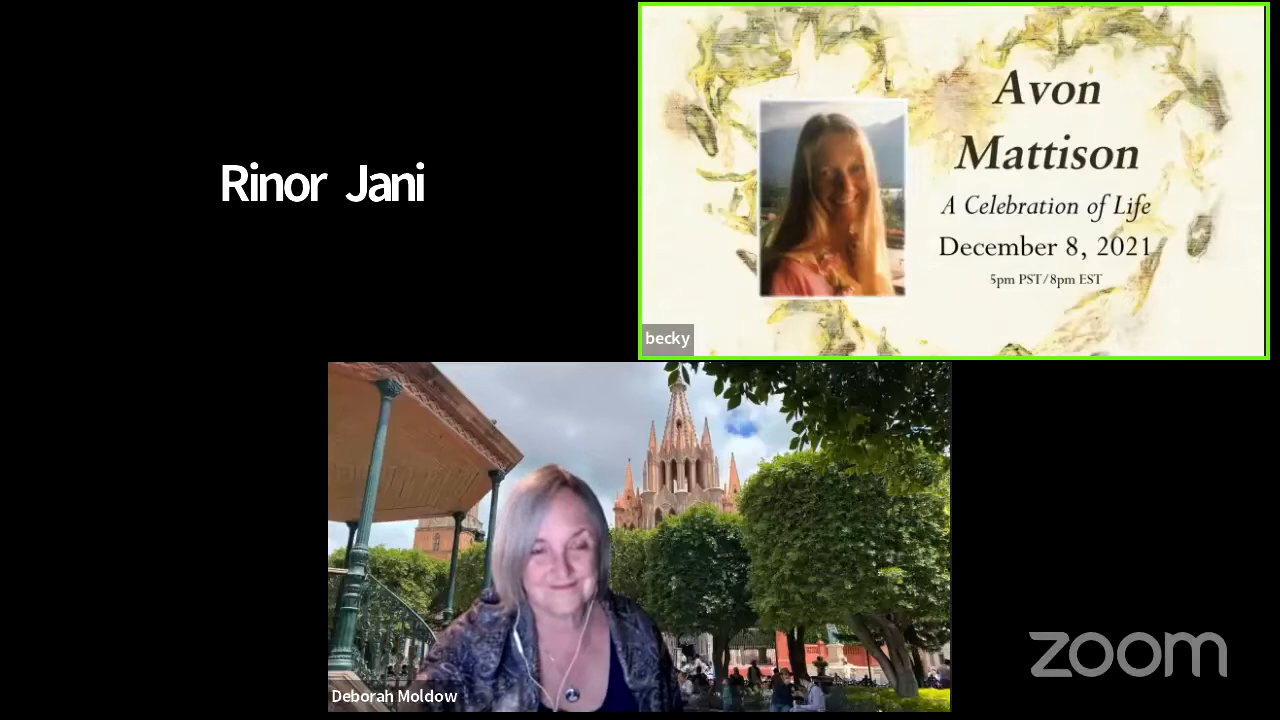 Rinor Jani
Avon
Mattison
A Celebration of Life
December 8, 2021
5pm PST/8pm EST
becky
Deborah Moldow
zoom